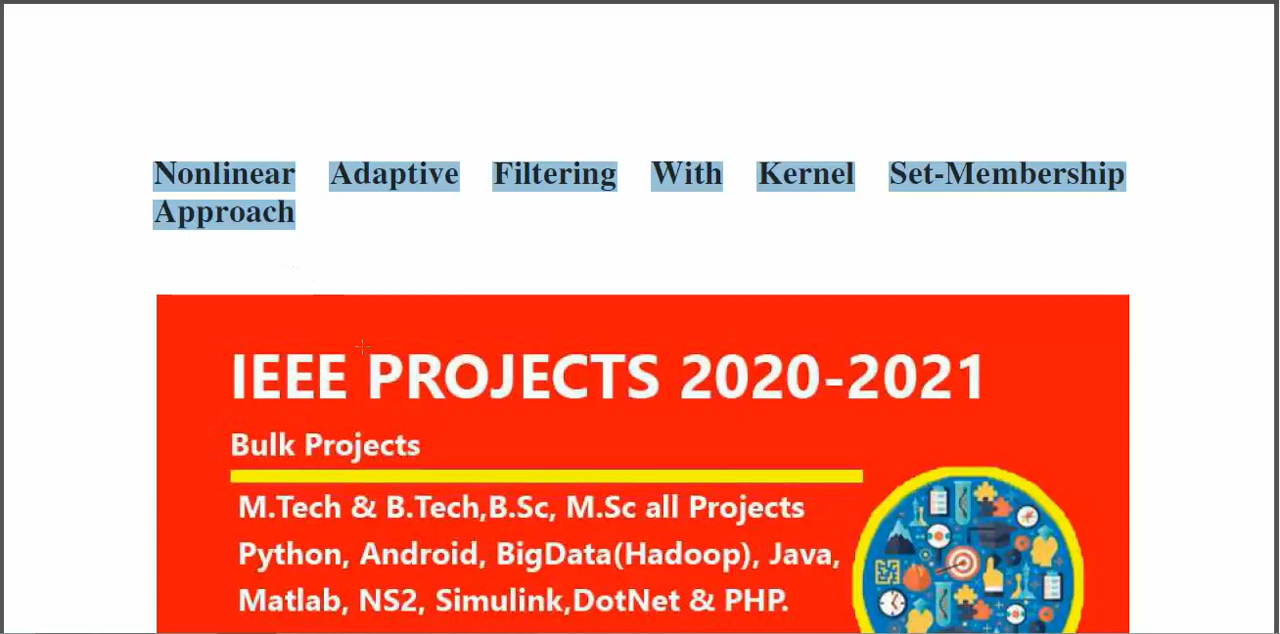 Nonlinear Adaptive Filtering With Kernel Set-Membership
Approach
IEEE PROJECTS 2020-2021
Bulk Projects
M.Tech & B.Tech,B.Sc, M.Sc all Projects
Python, Android, BigData(Hadoop), Java,
Matlab, NS2, Simulink,DotNet & PHP.